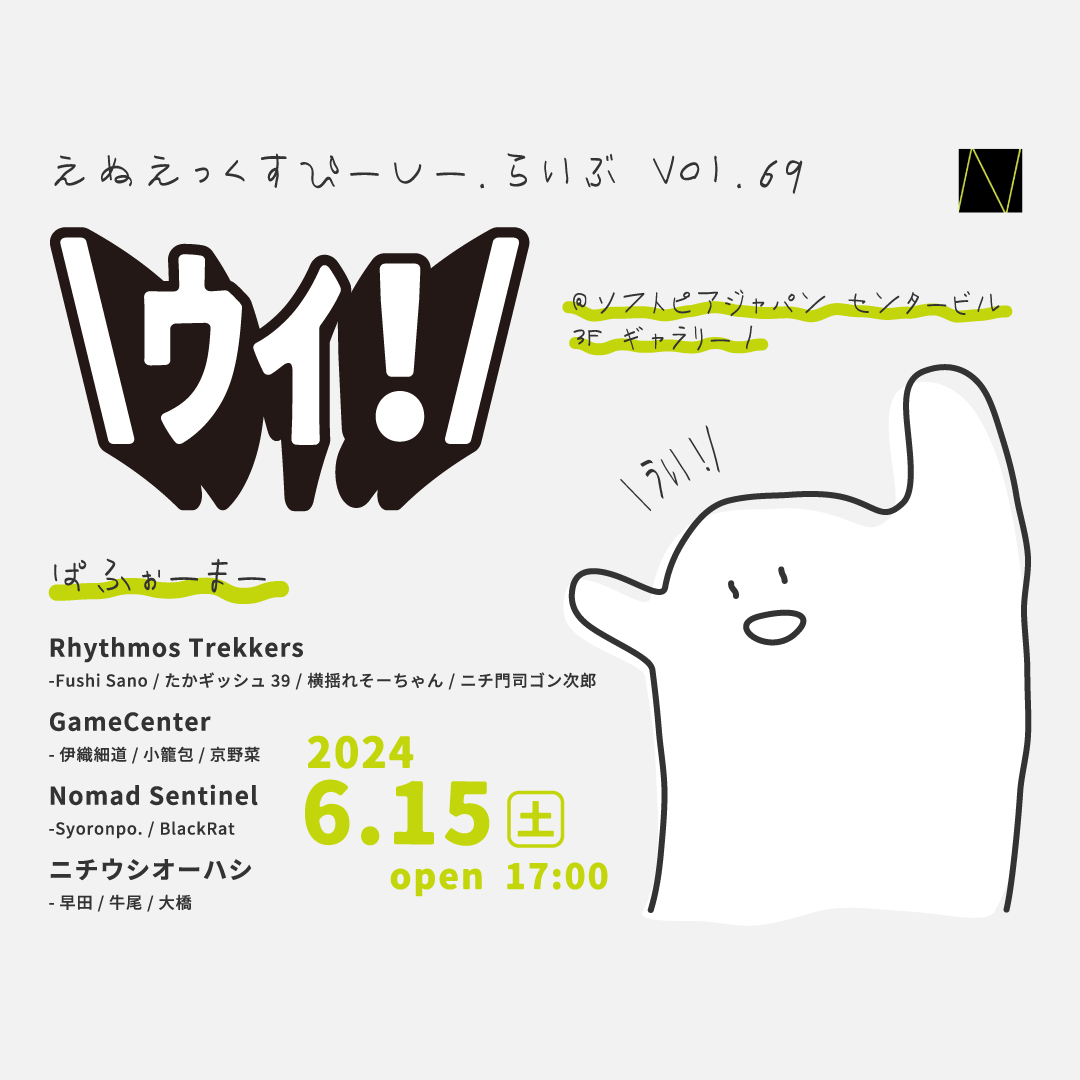 えぬえっくすぴーしー.らいぶ Vol.69
N
\ウィ!/
@ソフトピアジャパン センタービル
3F ギャラリー1
\うぃ!/
ぱふぉーまー
Rhythmos Trekkers
-Fushi Sano / たかギッシュ 39 / 横揺れそーちゃん / ニチ門司ゴン次郎
GameCenter
- 伊織細道 / 小籠包 / 京野菜
Nomad Sentinel
-Syoronpo. / BlackRat
ニチウシオーハシ
- 早田 / 牛尾 / 大橋
2024
6.15 土
open 17:00